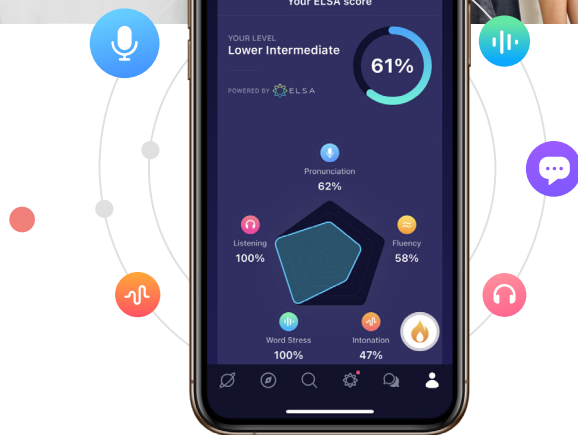 Your ELSA score
YOUR LEVEL
Lower Intermediate
61%
POWERED BY ELSA
Pronunciation
62%
Listening
100%
Fluency
58%
Word Stress
100%
Intonation
47%